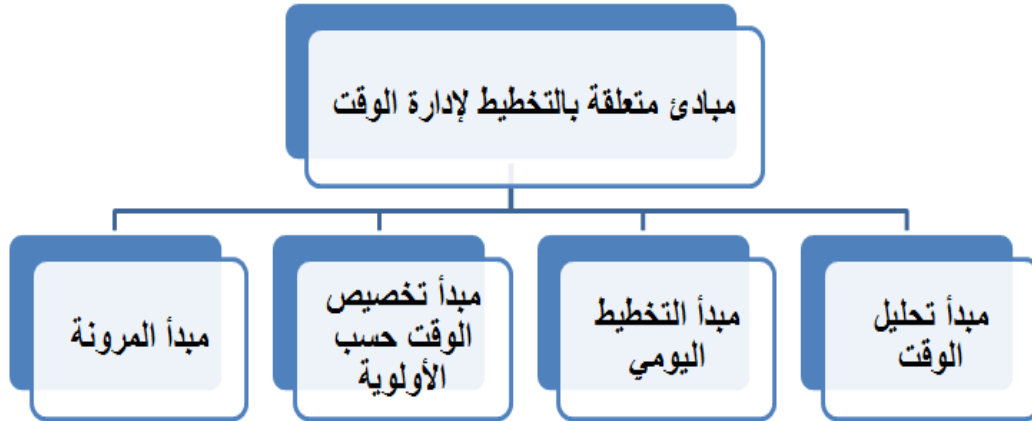 مبادئ متعلقة بالتخطيط لإدارة الوقت
مبدأ تحليل
الوقت
مبدأ التخطيط
اليومي
مبدأ تخصيص
الوقت حسب
الأولوية
مبدأ المرونة